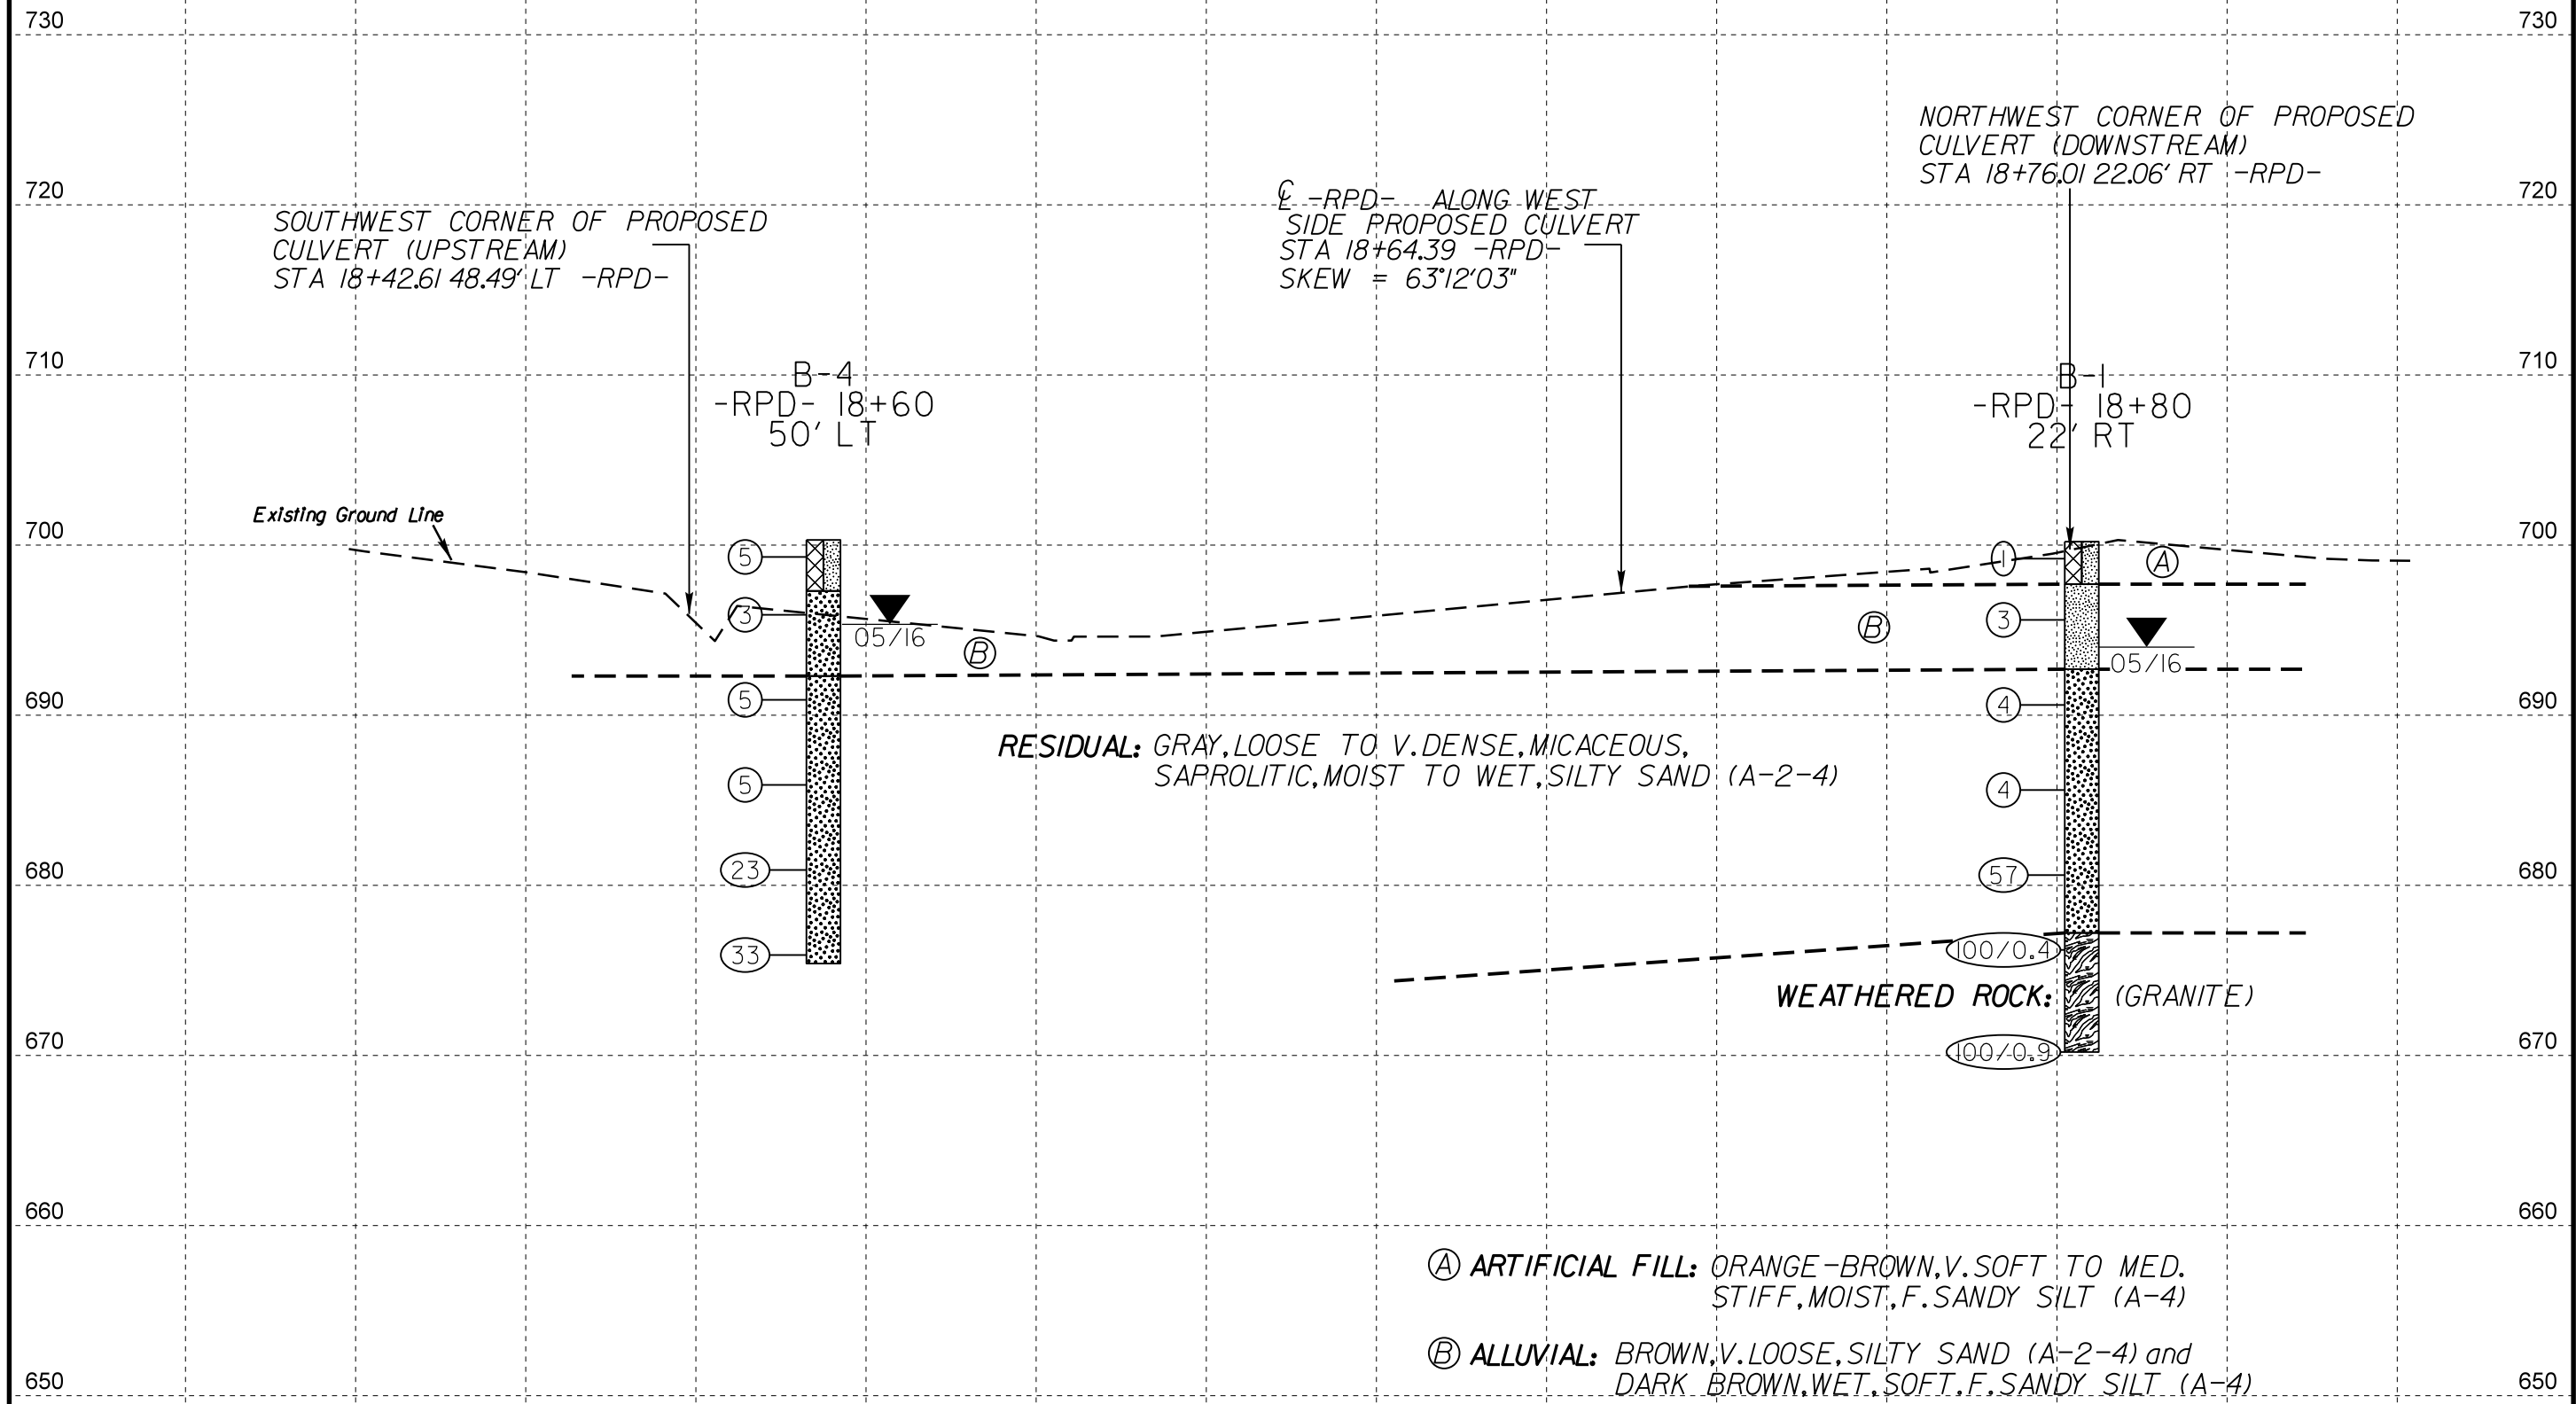 730
730
NORTHWEST CORNER OF PROPOSED
CULVERT (DOWNSTREAM)
STA 18+76.01 22.06' RT -RPD-
720
720
℄ -RPD- ALONG WEST
SIDE PROPOSED CULVERT
STA 18+64.39 -RPD-
SKEW = 63°12'03"
SOUTHWEST CORNER OF PROPOSED
CULVERT (UPSTREAM)
STA 18+42.61 48.49' LT -RPD-
710
710
B-4
-RPD- 18+60
50' LT
B-1
-RPD- 18+80
22' RT
Existing Ground Line
700
700
5
1
A
3
05/16
B
B
3
05/16
690
690
5
4
RESIDUAL: GRAY, LOOSE TO V. DENSE, MICACEOUS,
SAPROLITIC, MOIST TO WET, SILTY SAND (A-2-4)
5
4
680
680
23
57
33
100/0.4
WEATHERED ROCK: (GRANITE)
670
670
100/0.9
660
660
A ARTIFICIAL FILL: ORANGE-BROWN, V. SOFT TO MED.
STIFF, MOIST, F. SANDY SILT (A-4)
B ALLUVIAL: BROWN, V. LOOSE, SILTY SAND (A-2-4) and
DARK BROWN, WET, SOFT, F. SANDY SILT (A-4)
650
650